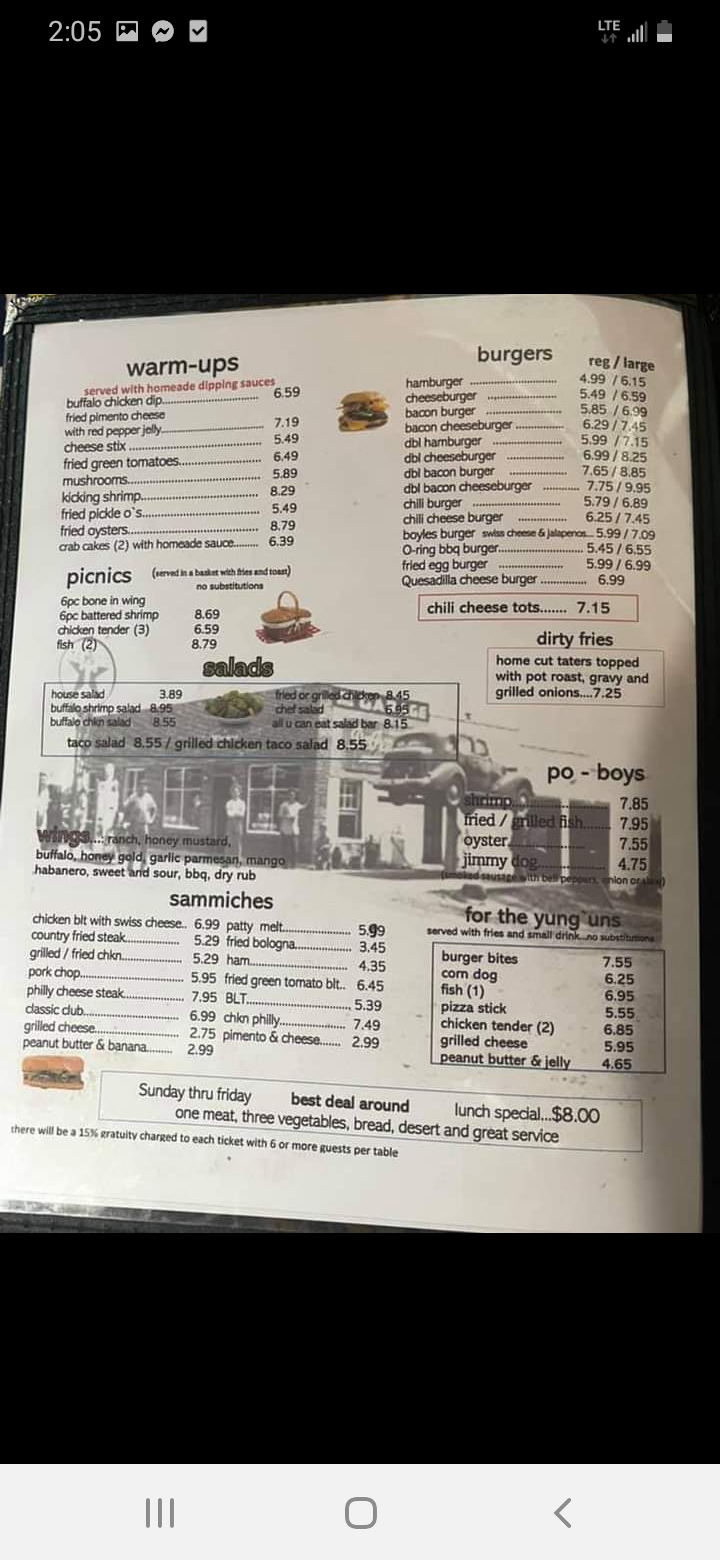 2:05
LTE
warm-ups
served with homeade dipping sauces
buffalo chicken dip............................... 6.59
fried pimento cheese
with red pepper jelly............................... 7.19
cheese stix ............................... 5.49
fried green tomatoes............................ 6.49
mushrooms......................................... 5.89
kicking shrimp..................................... 8.29
fried pickle o`s..................................... 5.49
fried oysters........................................ 8.79
crab cakes (2) with homeade sauce........ 6.39
picnics (served in a basket with fries and toast)
no substitutions
6pc bone in wing
6pc battered shrimp 8.69
chicken tender (3) 6.59
fish (2) 8.79
salads
house salad 3.89
buffalo shrimp salad 8.95
buffalo chkn salad 8.55
fried or grilled chicken 8.45
chef salad 6.95
all u can eat salad bar 8.15
taco salad 8.55 / grilled chicken taco salad 8.55
wings....: ranch, honey mustard,
buffalo, honey gold, garlic parmesan, mango
habanero, sweet and sour, bbq, dry rub
sammiches
chicken blt with swiss cheese.. 6.99
country fried steak.................. 5.29
grilled / fried chkn.................... 5.29
pork chop............................... 5.95
philly cheese steak.................. 7.95
classic club............................. 6.99
grilled cheese......................... 2.75
peanut butter & banana......... 2.99
patty melt...................... 5.99
fried bologna.................. 3.45
ham............................... 4.35
fried green tomato blt.. 6.45
BLT................................. 5.39
chkn philly.................... 7.49
pimento & cheese....... 2.99
burgers
reg / large
hamburger ............................ 4.99 / 6.15
cheeseburger ........................ 5.49 / 6.59
bacon burger ........................ 5.85 / 6.99
bacon cheeseburger .............. 6.29 / 7.45
dbl hamburger ...................... 5.99 / 7.15
dbl cheeseburger .................. 6.99 / 8.25
dbl bacon burger .................. 7.65 / 8.85
dbl bacon cheeseburger ........... 7.75 / 9.95
chili burger ............................ 5.79 / 6.89
chili cheese burger ................ 6.25 / 7.45
boyles burger swiss cheese & jalapenos... 5.99 / 7.09
O-ring bbq burger........................... 5.45 / 6.55
fried egg burger .................... 5.99 / 6.99
Quesadilla cheese burger .............. 6.99
chili cheese tots....... 7.15
dirty fries
home cut taters topped
with pot roast, gravy and
grilled onions....7.25
po - boys
shrimp........................ 7.85
fried / grilled fish....... 7.95
oyster........................ 7.55
jimmy dog.................. 4.75
(smoked sausage with bell peppers, onion or slaw)
for the yung`uns
served with fries and small drink...no substitutions
burger bites 7.55
corn dog 6.25
fish (1) 6.95
pizza stick 5.55
chicken tender (2) 6.85
grilled cheese 5.95
peanut butter & jelly 4.65
Sunday thru friday best deal around lunch special...$8.00
one meat, three vegetables, bread, desert and great service
there will be a 15% gratuity charged to each ticket with 6 or more guests per table